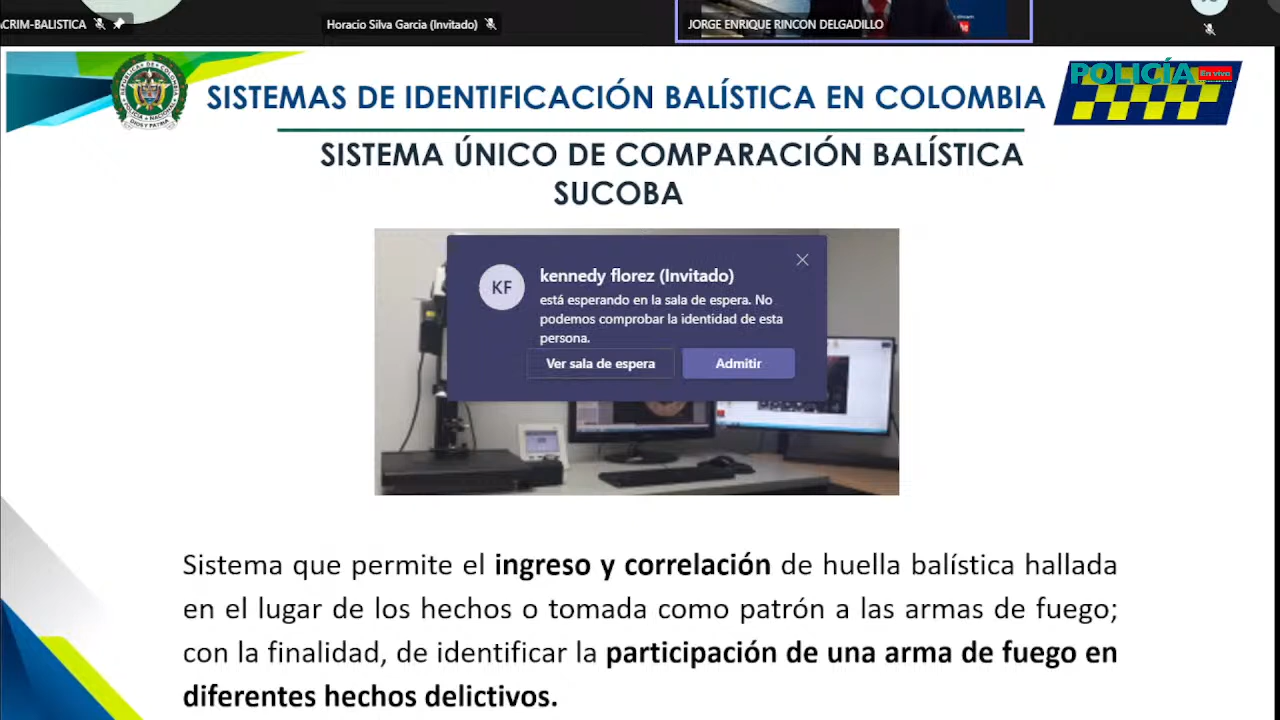 ACRIM-BALISTICA
Horacio Silva Garcia (Invitado)
JORGE ENRIQUE RINCON DELGADILLO
SISTEMAS DE IDENTIFICACIÓN BALÍSTICA EN COLOMBIA
POLICÍA
En vivo
SISTEMA ÚNICO DE COMPARACIÓN BALÍSTICA
SUCOBA
KF
kennedy florez (Invitado)
está esperando en la sala de espera. No
podemos comprobar la identidad de esta
persona.
Ver sala de espera
Admitir
Sistema que permite el ingreso y correlación de huella balística hallada
en el lugar de los hechos o tomada como patrón a las armas de fuego;
con la finalidad, de identificar la participación de una arma de fuego en
diferentes hechos delictivos.